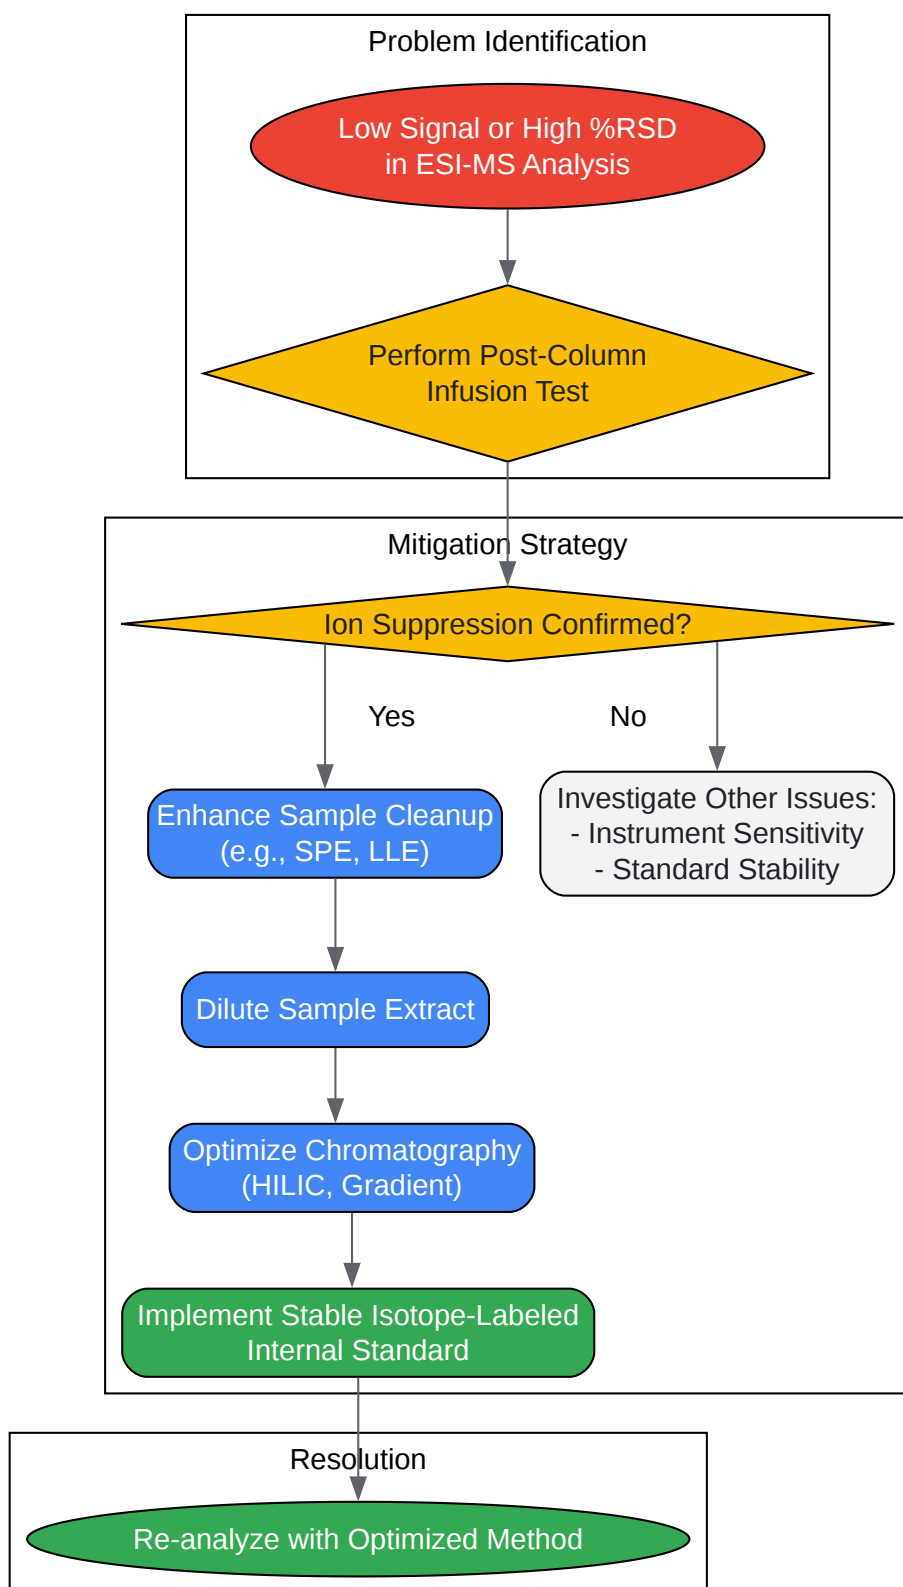 Problem Identification
Low Signal or High %RSD
in ESI-MS Analysis
Perform Post-Column
Infusion Test
Mitigation Strategy
Ion Suppression Confirmed?
Yes
No
Enhance Sample Cleanup
(e.g., SPE, LLE)
Investigate Other Issues:
- Instrument Sensitivity
- Standard Stability
Dilute Sample Extract
Optimize Chromatography
(HILIC, Gradient)
Implement Stable Isotope-Labeled
Internal Standard
Resolution
Re-analyze with Optimized Method